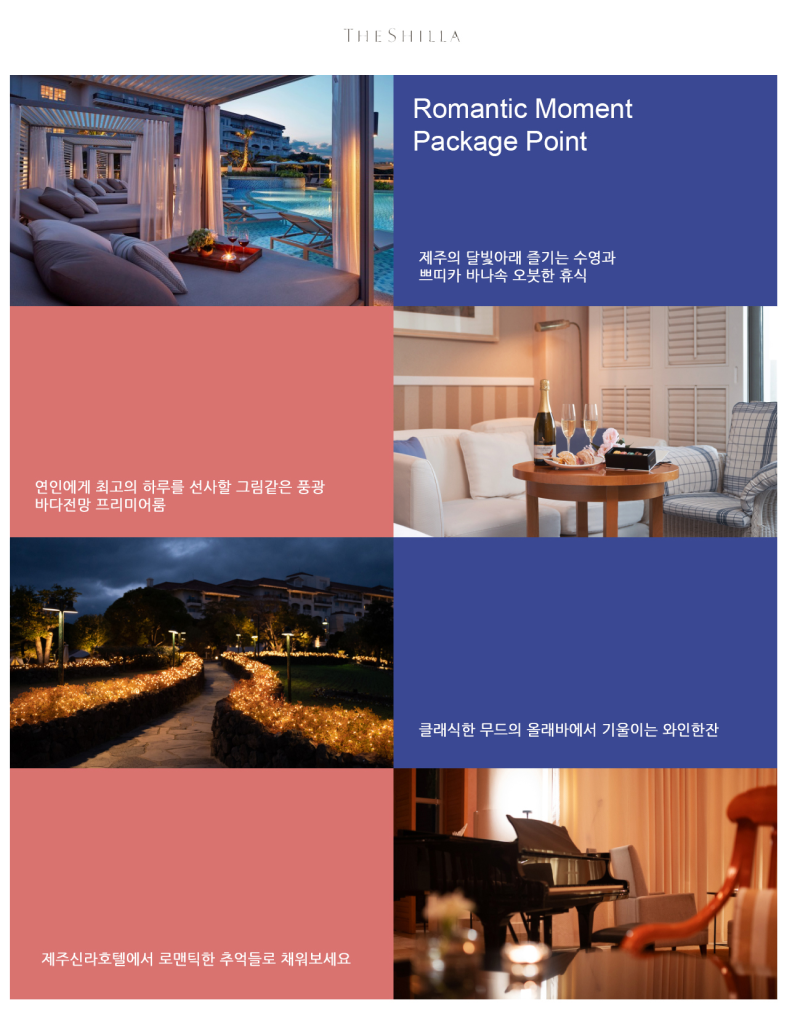 THE SHILLA
Romantic Moment
Package Point
제주의 달빛아래 즐기는 수영과
쁘띠카 바나속 오붓한 휴식
연인에게 최고의 하루를 선사할 그림같은 풍광
바다전망 프리미어룸
클래식한 무드의 올래바에서 기울이는 와인한잔
제주신라호텔에서 로맨틱한 추억들로 채워보세요